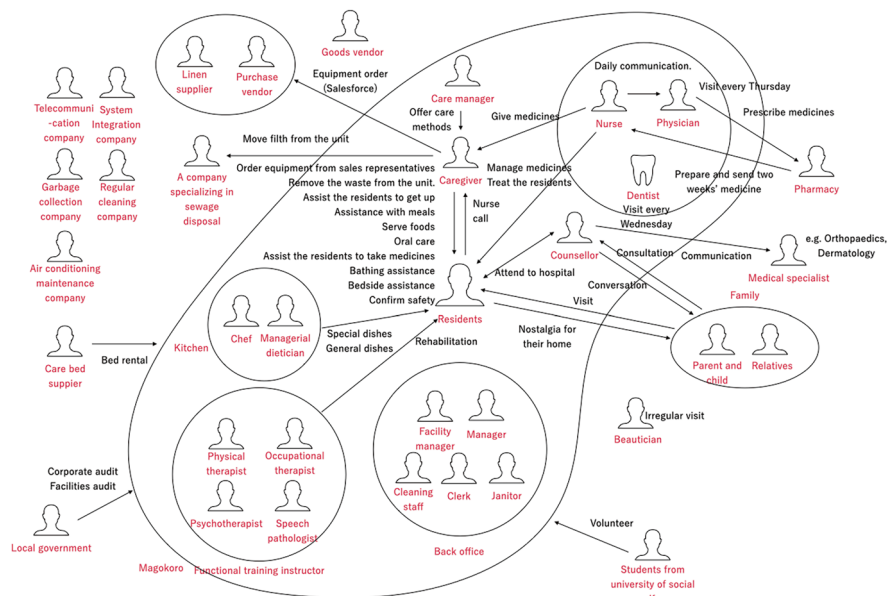 Goods vendor
Linen
supplier
Purchase
vendor
Equipment order
(Salesforce)
Care manager
Offer care
methods
Daily communication.
Visit every Thursday
Nurse
Physician
Prescribe medicines
Give medicines
Telecommuni
-cation
company
System
Integration
company
Move filth from the unit
A company
specializing in
sewage
disposal
Order equipment from sales representatives
Remove the waste from the unit.
Assist the residents to get up
Assistance with meals
Serve foods
Oral care
Assist the residents to take medicines
Bathing assistance
Bedside assistance
Confirm safety
Caregiver
Manage medicines
Treat the residents
Nurse
call
Dentist
Visit every
Wednesday
Prepare and send two
weeks' medicine
Pharmacy
Garbage
collection
company
Regular
cleaning
company
Air conditioning
maintenance
company
Counsellor
Attend to hospital
Consultation
Communication
Conversation
e.g. Orthopaedics,
Dermatology
Medical specialist
Family
Visit
Residents
Nostalgia for
their home
Parent and
child
Relatives
Kitchen
Chef
Managerial
dietician
Special dishes
General dishes
Rehabilitation
Care bed
suppier
Bed rental
Irregular visit
Beautician
Physical
therapist
Occupational
therapist
Psychotherapist
Speech
pathologist
Facility
manager
Manager
Cleaning
staff
Clerk
Janitor
Back office
Corporate audit
Facilities audit
Local government
Magokoro
Functional training instructor
Volunteer
Students from
university of social